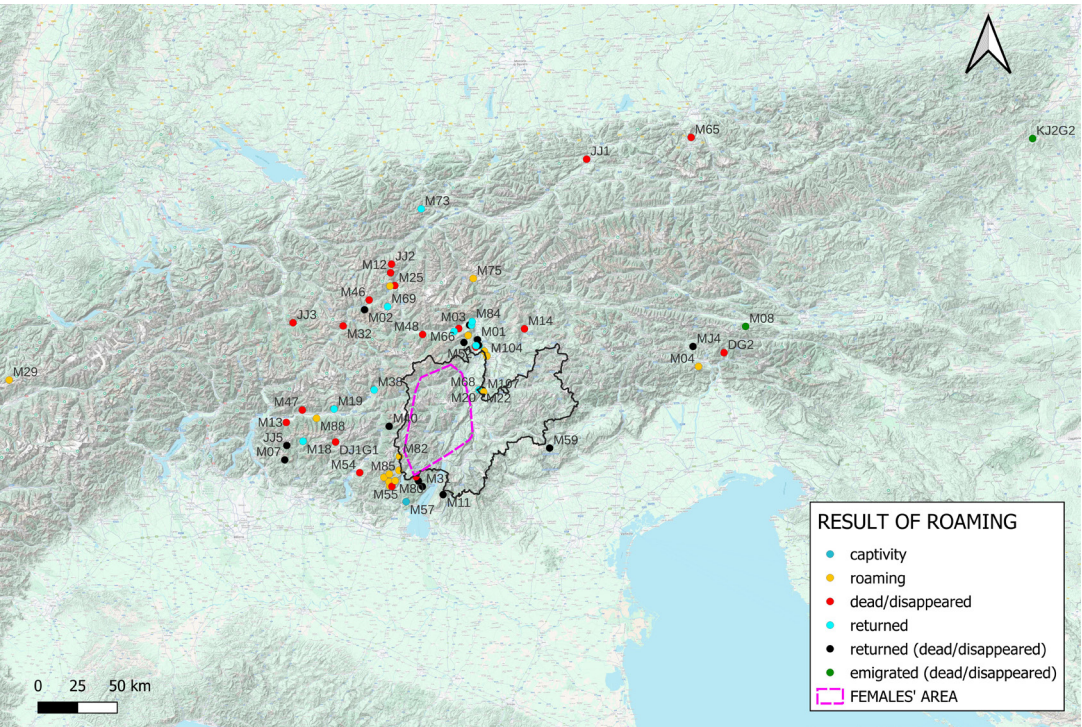 KJ2G2
M65
JJ1
M73
JJ2
M12
M25
M75
M46
M69
M02
M84
M03
JJ3
M32
M48
M66
M01
M14
M08
M104
MJ4
DG2
M04
M29
M38
M68
M107
M20
M22
M47
M19
M13
M88
JJ5
M18
DJ1G1
M07
M82
M59
M54
M85
M31
M55
M11
M57
RESULT OF ROAMING
captivity
roaming
dead/disappeared
returned
returned (dead/disappeared)
emigrated (dead/disappeared)
FEMALES' AREA
0 25 50 km